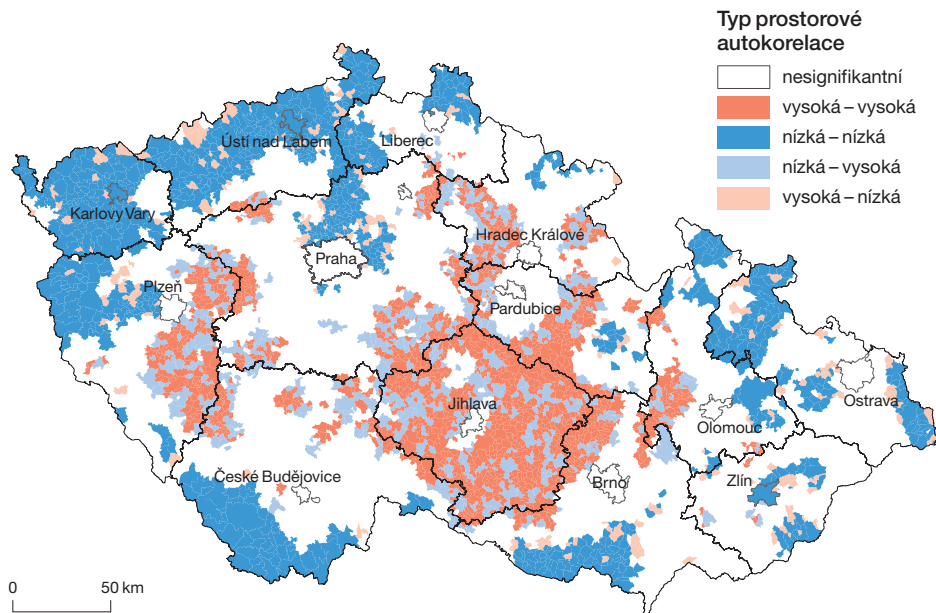 Typ prostorové
autokorelace
nesignifikantní
vysoká – vysoká
nízká – nízká
nízká – vysoká
vysoká – nízká
Ústí nad Labem
Liberec
Karlovy Vary
Hradec Králové
Praha
Plzeň
Pardubice
Jihlava
Olomouc
Ostrava
České Budějovice
Brno
Zlín
0 50 km